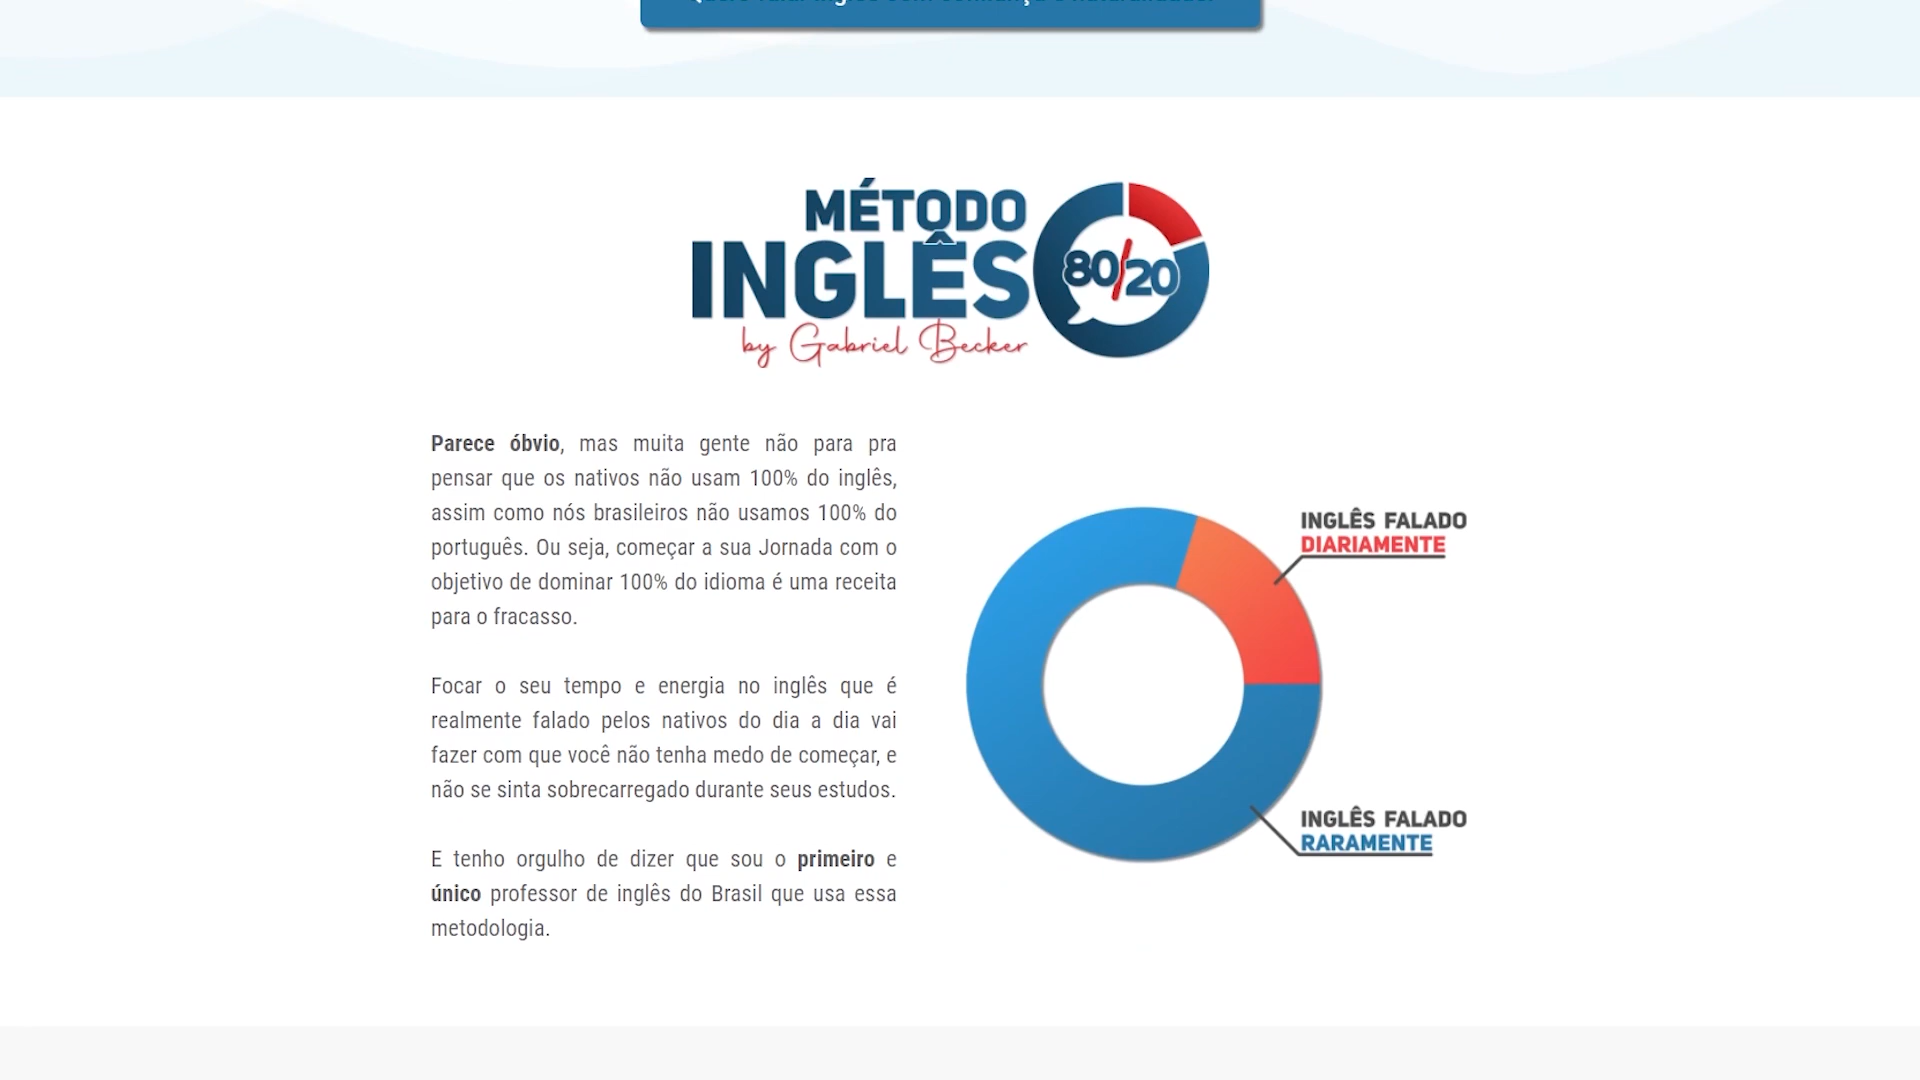 MÉTODO
INGLÊS
80/20
by Gabriel Becker
Parece óbvio, mas muita gente não para pra
pensar que os nativos não usam 100% do inglês,
assim como nós brasileiros não usamos 100% do
português. Ou seja, começar a sua Jornada com o
objetivo de dominar 100% do idioma é uma receita
para o fracasso.
Focar o seu tempo e energia no inglês que é
realmente falado pelos nativos do dia a dia vai
fazer com que você não tenha medo de começar, e
não se sinta sobrecarregado durante seus estudos.
E tenho orgulho de dizer que sou o primeiro e
único professor de inglês do Brasil que usa essa
metodologia.
INGLÊS FALADO
DIARIAMENTE
INGLÊS FALADO
RARAMENTE